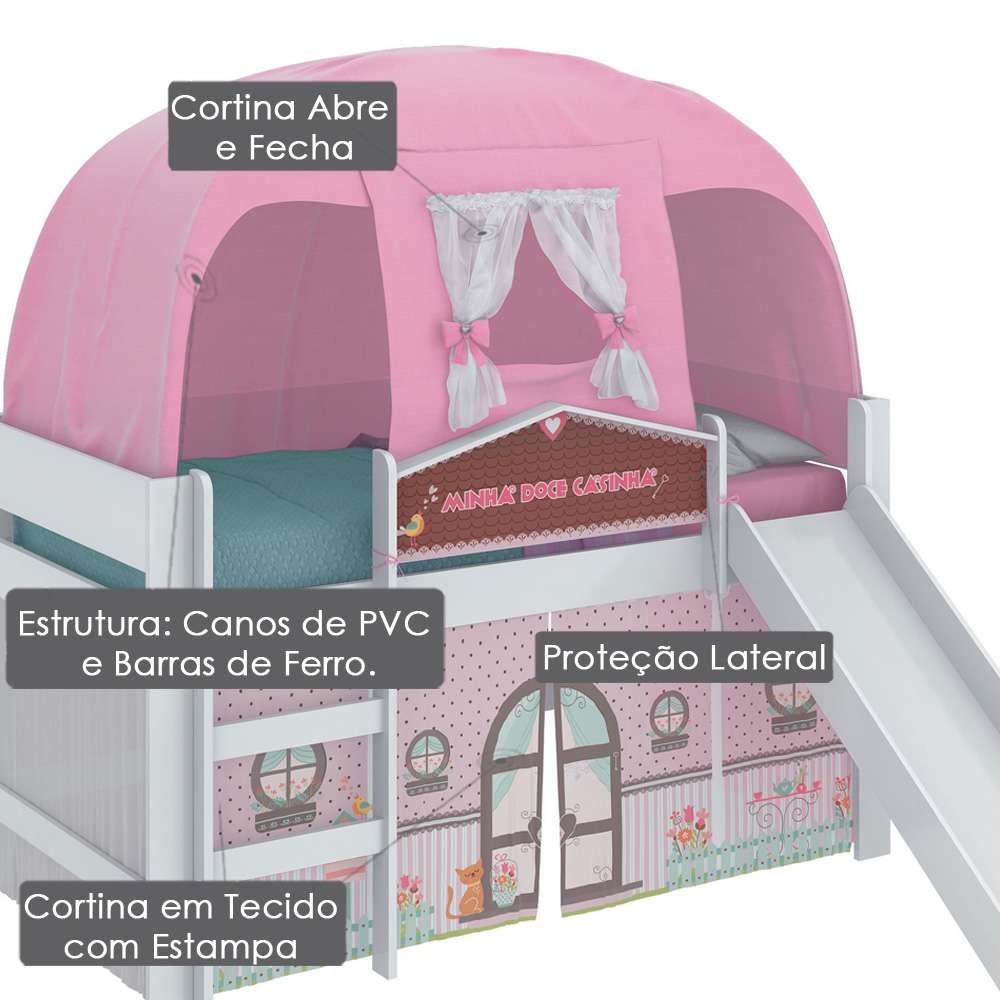 Cortina Abre
e Fecha
MINHA DOCE CASINHA
Estrutura: Canos de PVC
e Barras de Ferro.
Proteção Lateral
Cortina em Tecido
com Estampa